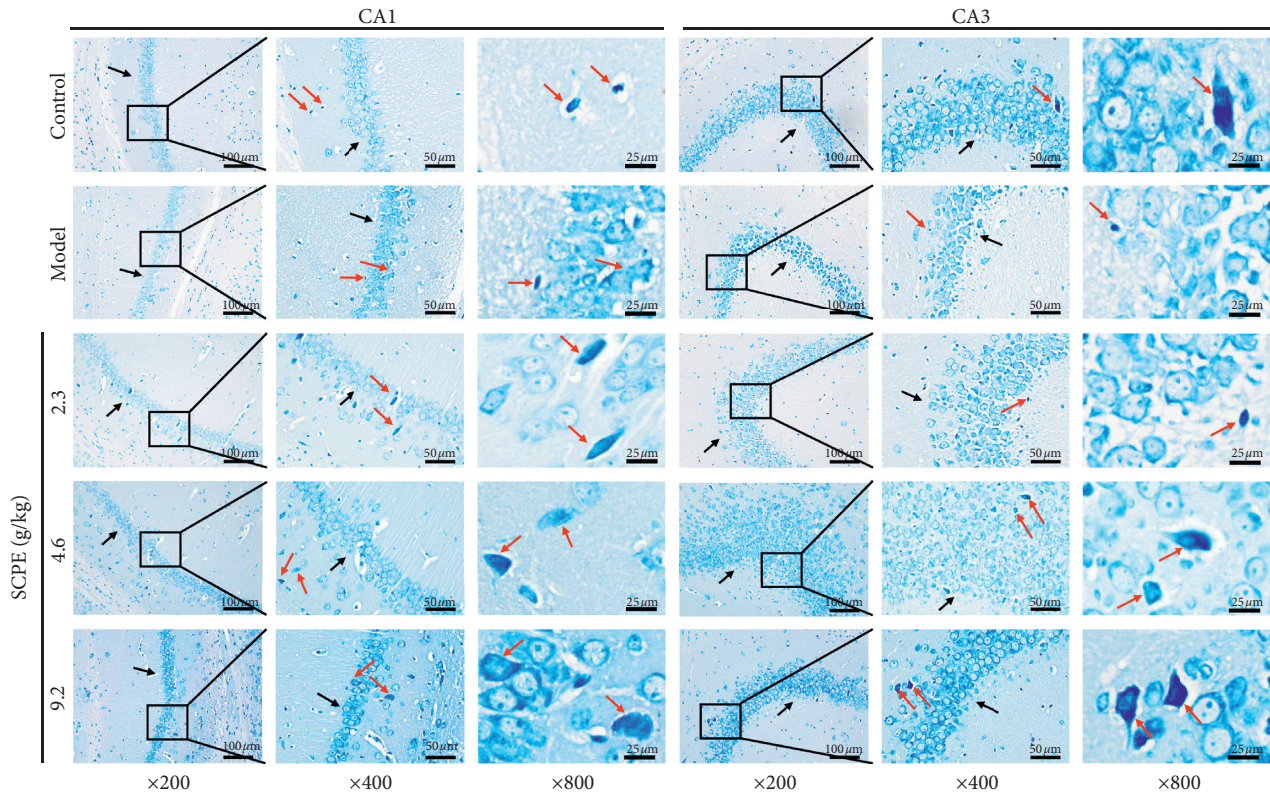 CA1 CA3
Control 100 μm 50 μm 25 μm 100 μm 50 μm 25 μm
Model 100 μm 50 μm 25 μm 100 μm 50 μm 25 μm
SCPE (g/kg)
2.3 100 μm 50 μm 25 μm 100 μm 50 μm 25 μm
4.6 100 μm 50 μm 25 μm 100 μm 50 μm 25 μm
9.2 100 μm 50 μm 25 μm 100 μm 50 μm 25 μm
×200 ×400 ×800 ×200 ×400 ×800